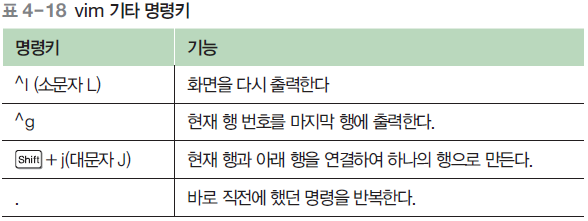 표 4-18 vim 기타 명령키
명령키 기능
^l (소문자 L) 화면을 다시 출력한다
^g 현재 행 번호를 마지막 행에 출력한다.
Shift + j(대문자 J) 현재 행과 아래 행을 연결하여 하나의 행으로 만든다.
. 바로 직전에 했던 명령을 반복한다.